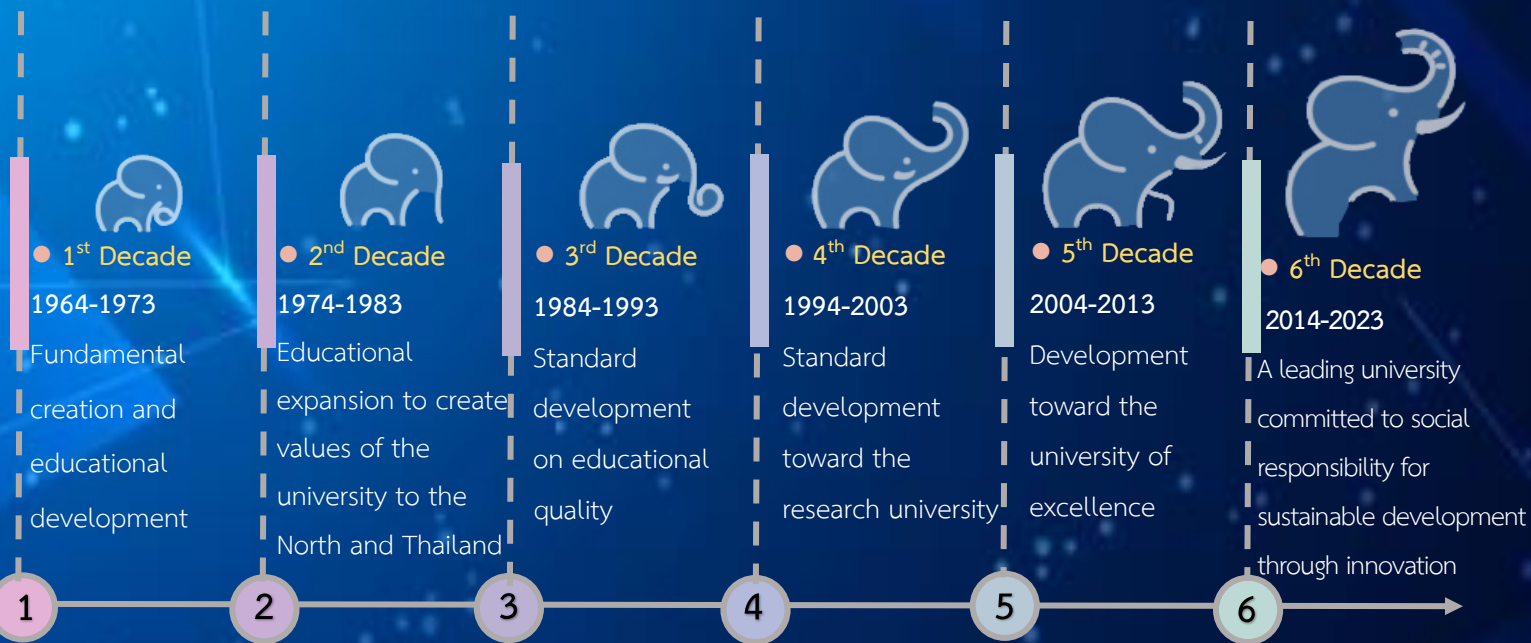 1st Decade
1964-1973
Fundamental
creation and
educational
development
2nd Decade
1974-1983
Educational
expansion to create
values of the
university to the
North and Thailand
3rd Decade
1984-1993
Standard
development
on educational
quality
4th Decade
1994-2003
Standard
development
toward the
research university
5th Decade
2004-2013
Development
toward the
university of
excellence
6th Decade
2014-2023
A leading university
committed to social
responsibility for
sustainable development
through innovation
1
2
3
4
5
6